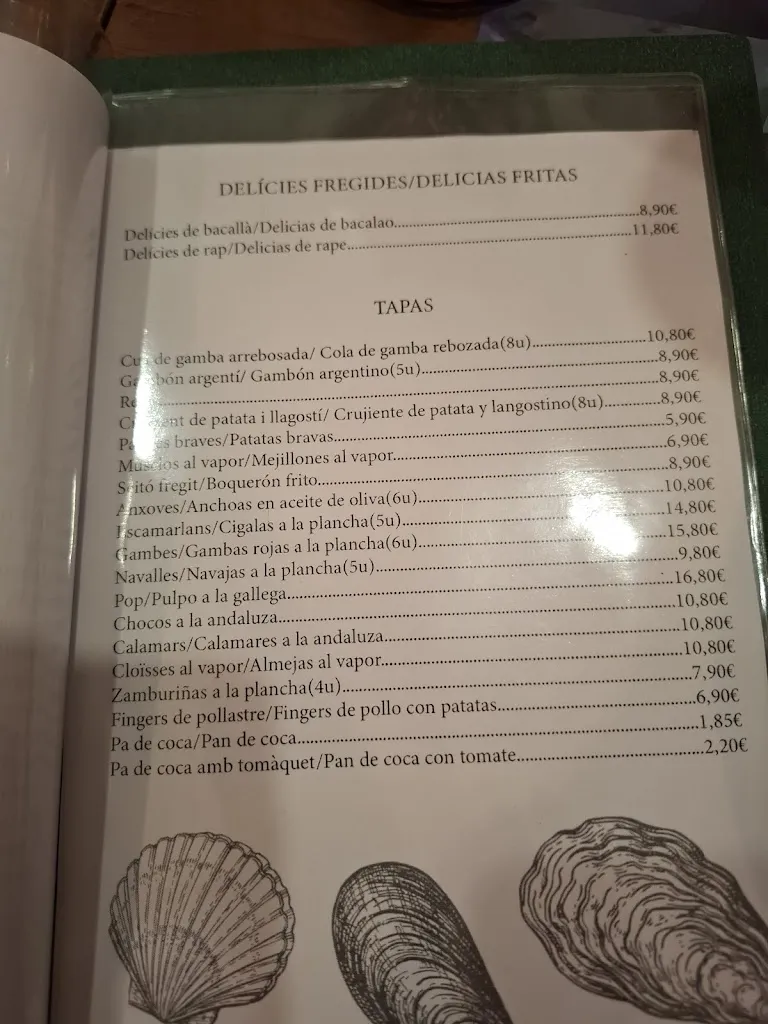 DELÍCIES FREGIDES/DELICIAS FRITAS
Delícies de bacallà/Delicias de bacalao...8,90€
Delícies de rap/Delicias de rape...11,80€
TAPAS
de gamba arrebosada/ Cola de gamba rebozada(8u)...10,80€
Gambón argentí/ Gambón argentino(5u)...8,90€
...8,90€
de patata i llagostí/ Crujiente de patata y langostino(8u)...8,90€
braves/Patatas bravas...5,90€
Musclos al vapor/Mejillones al vapor...6,90€
Seitó fregit/Boquerón frito...8,90€
Anxoves/Anchoas en aceite de oliva(6u)...10,80€
Escamarlans/Cigalas a la plancha(5u)...14,80€
Gambes/Gambas rojas a la plancha(6u)...15,80€
Navalles/Navajas a la plancha(5u)...9,80€
Pop/Pulpo a la gallega...16,80€
Chocos a la andaluza...10,80€
Calamars/Calamares a la andaluza...10,80€
Cloïsses al vapor/Almejas al vapor...10,80€
Zamburiñas a la plancha(4u)...7,90€
Fingers de pollastre/Fingers de pollo con patatas...6,90€
Pa de coca/Pan de coca...1,85€
Pa de coca amb tomàquet/Pan de coca con tomate...2,20€